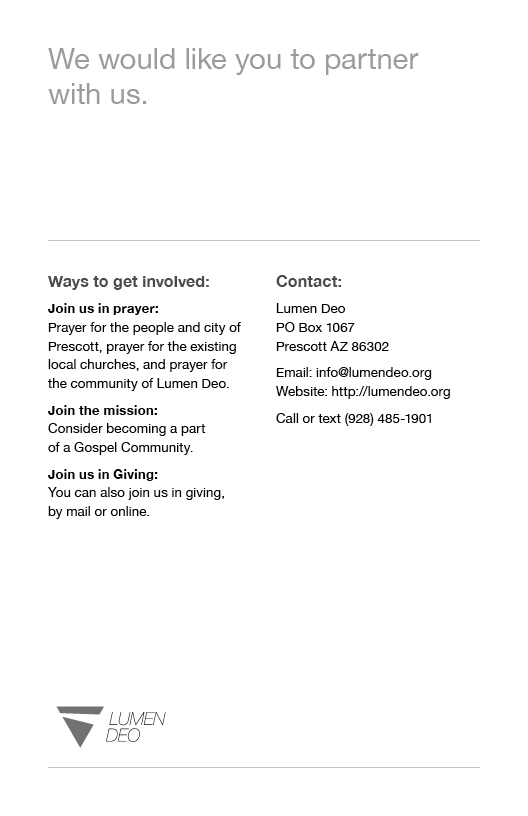 We would like you to partner
with us.
Ways to get involved:
Join us in prayer:
Prayer for the people and city of
Prescott, prayer for the existing
local churches, and prayer for
the community of Lumen Deo.
Join the mission:
Consider becoming a part
of a Gospel Community.
Join us in Giving:
You can also join us in giving,
by mail or online.
Contact:
Lumen Deo
PO Box 1067
Prescott AZ 86302
Email: info@lumendeo.org
Website: http://lumendeo.org
Call or text (928) 485-1901
LUMEN
DEO